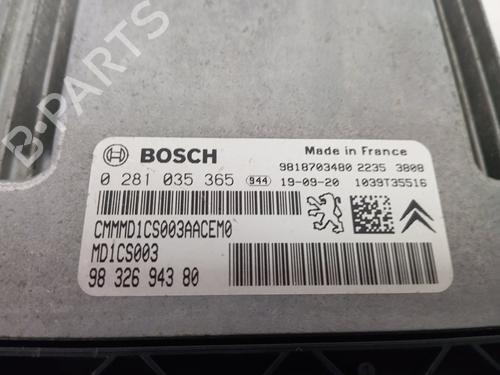 B-PARTS
BOSCH
Made in France
9818703480 2235 3808
0 281 035 365 944 19-09-20 1039T35516
CMMMD1CS003AACEM0
MD1CS003
98 326 943 80